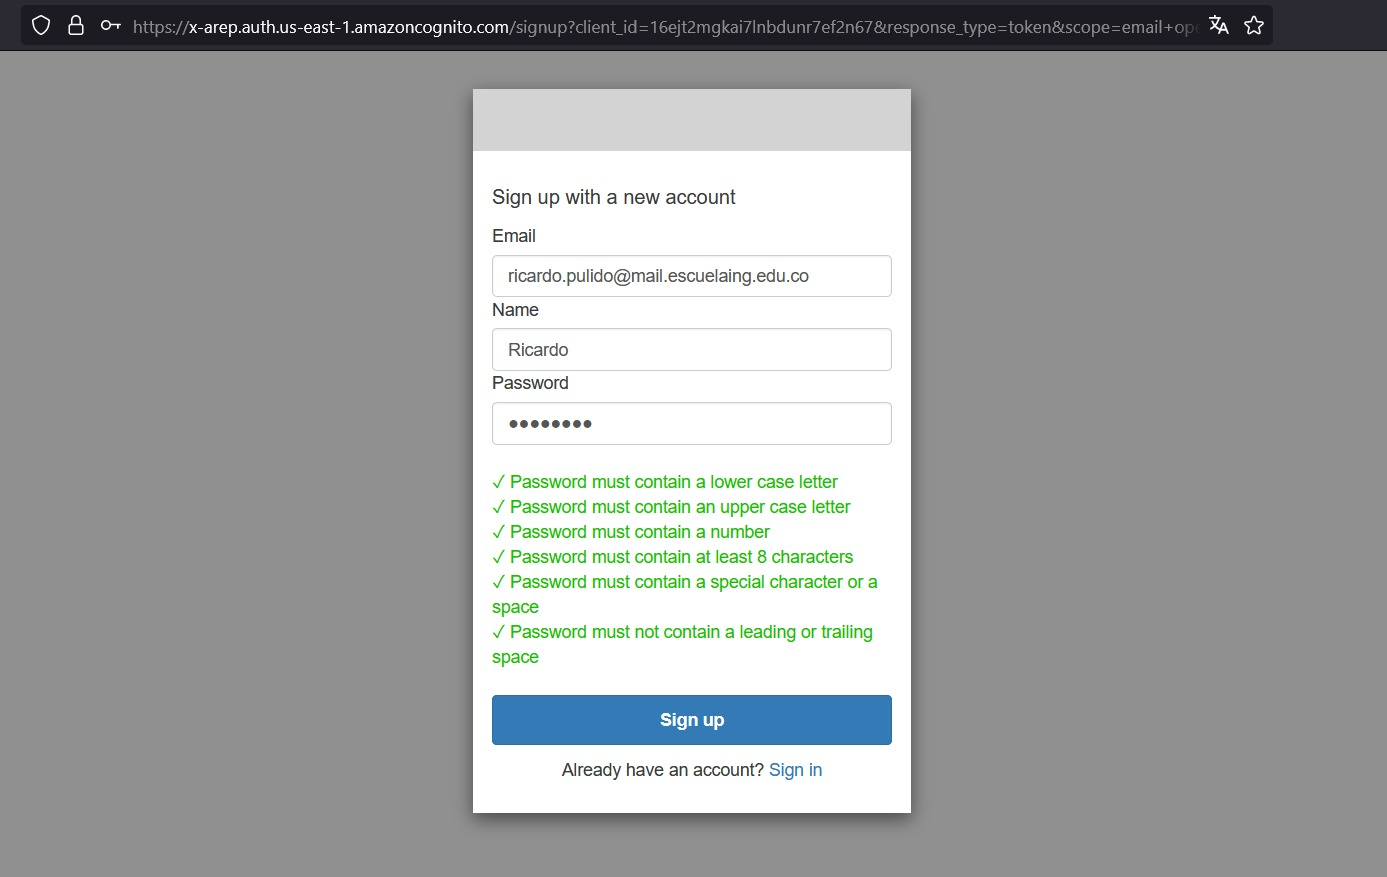 https://x-arep.auth.us-east-1.amazoncognito.com/signup?client_id=16ejt2mgkai7lnbdunr7ef2n67&response_type=token&scope=email+ope
Sign up with a new account
Email
ricardo.pulido@mail.escuelaing.edu.co
Name
Ricardo
Password
••••••••
✓ Password must contain a lower case letter
✓ Password must contain an upper case letter
✓ Password must contain a number
✓ Password must contain at least 8 characters
✓ Password must contain a special character or a
space
✓ Password must not contain a leading or trailing
space
Sign up
Already have an account? Sign in